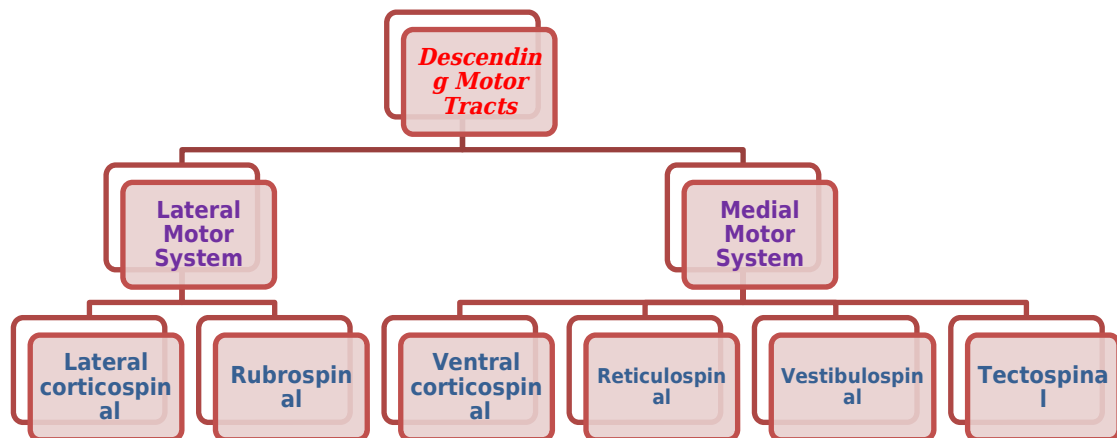 Descendin
g Motor
Tracts
Lateral
Motor
System
Medial
Motor
System
Lateral
corticospin
al
Rubrospin
al
Ventral
corticospin
al
Reticulospin
al
Vestibulospin
al
Tectospina
l